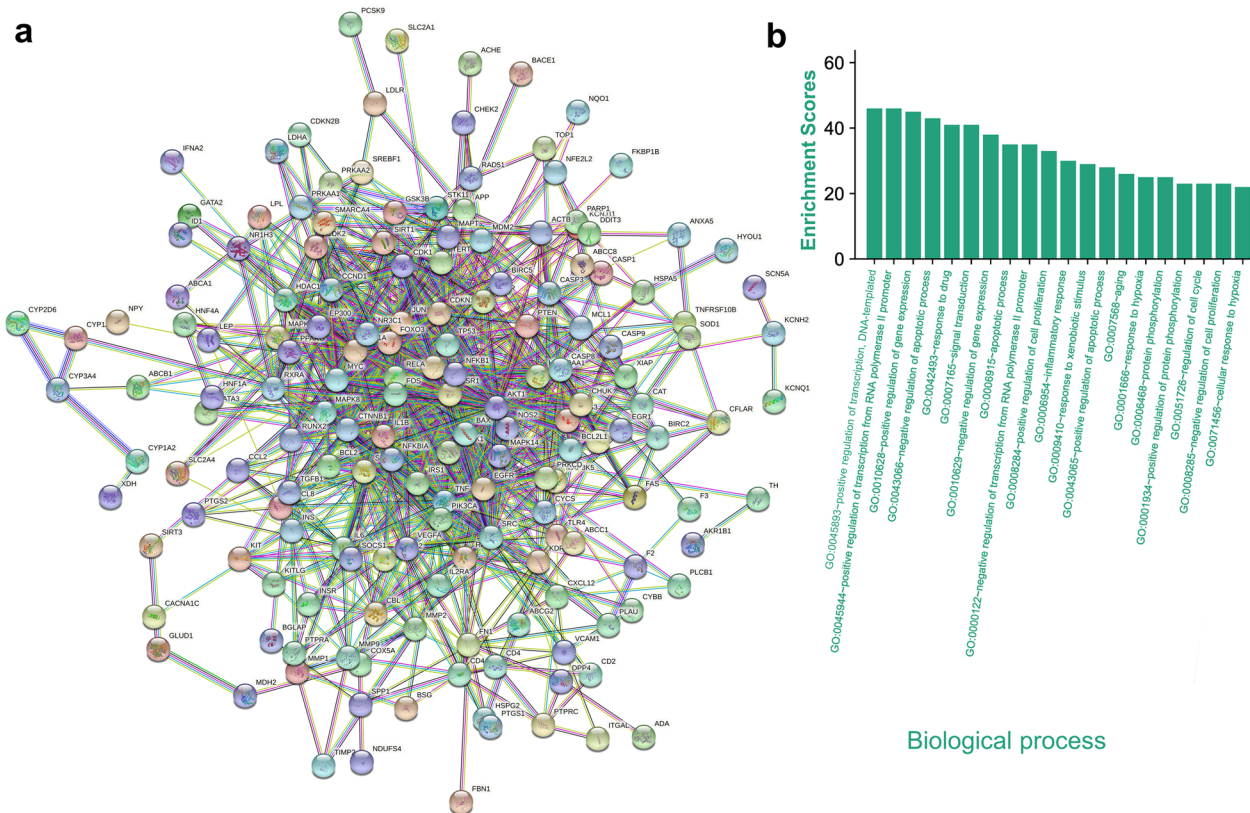 a
PCSK9
SLC2A1
ACHE
BACE1
LDLR
CHEK2
NQO1
CDKN2B
LDHA
TOP1
IFNA2
SREBF1
PRKAA2
RAD51
NFE2L2
FKBP1B
PRKAA1
STK11
APP
GSK3B
GATA2
LPL
SMARCA4
PARP1
KCNJ11
ID1
MAPT
MDM2
ACTB
DDIT3
ANXA5
NR1H3
SIRT1
TERT
CDK1
HYOU1
ABCC8
CASP1
CCND1
BIRC5
CASP3
HSPA5
SCN5A
ABCA1
HDAC1
CDKN1
EP300
JUN
PTEN
MCL1
TNFRSF10B
CYP2D6
NPY
HNF4A
LEP
NR3C1
FOXO3
TP53
CASP9
SOD1
KCNH2
NFKB1
CASP8
XIAP
CYP3A4
ABCB1
HNF1A
RXRA
MYC
RELA
FOS
AKT1
CHUK
CAT
KCNQ1
MAPK8
NOS2
EGR1
CFLAR
CTNNB1
IL1B
BAX
BIRC2
RUNX2
NFKBIA
MAPK14
BCL2L1
CYP1A2
SLC2A4
CCL2
BCL2
IRS1
EGFR
PRKCD
XDH
TGFB1
TNF
FAS
PTGS2
PIK3CA
CYCS
F3
TH
INS
SRC
TLR4
ABCC1
SIRT3
IL6
SOCS1
VEGFA
AKR1B1
KIT
IL2RA
KDR
F2
KITLG
PLCB1
CACNA1C
INSR
CBL
CXCL12
CYBB
GLUD1
BGLAP
MMP2
ABCG2
PLAU
PTPRA
FN1
VCAM1
MMP9
COX5A
MMP1
CD4
CD2
MDH2
DPP4
SPP1
BSG
HSPG2
PTGS1
PTPRC
ITGAL
ADA
NDUFS4
FBN1
b
Enrichment Scores
60
40
20
0
GO:0045893~positive regulation of transcription, DNA-templated
GO:0045944~positive regulation of transcription from RNA polymerase II promoter
GO:0010628~positive regulation of gene expression
GO:0043066~negative regulation of apoptotic process
GO:0042493~response to drug
GO:0007165~signal transduction
GO:0010629~negative regulation of gene expression
GO:0006915~apoptotic process
GO:0000122~negative regulation of transcription from RNA polymerase II promoter
GO:0008284~positive regulation of cell proliferation
GO:0006954~inflammatory response
GO:0009410~response to xenobiotic stimulus
GO:0043065~positive regulation of apoptotic process
GO:0007568~aging
GO:0001666~response to hypoxia
GO:0006468~protein phosphorylation
GO:0001934~positive regulation of protein phosphorylation
GO:0051726~regulation of cell cycle
GO:0008285~negative regulation of cell proliferation
GO:0071456~cellular response to hypoxia
Biological process